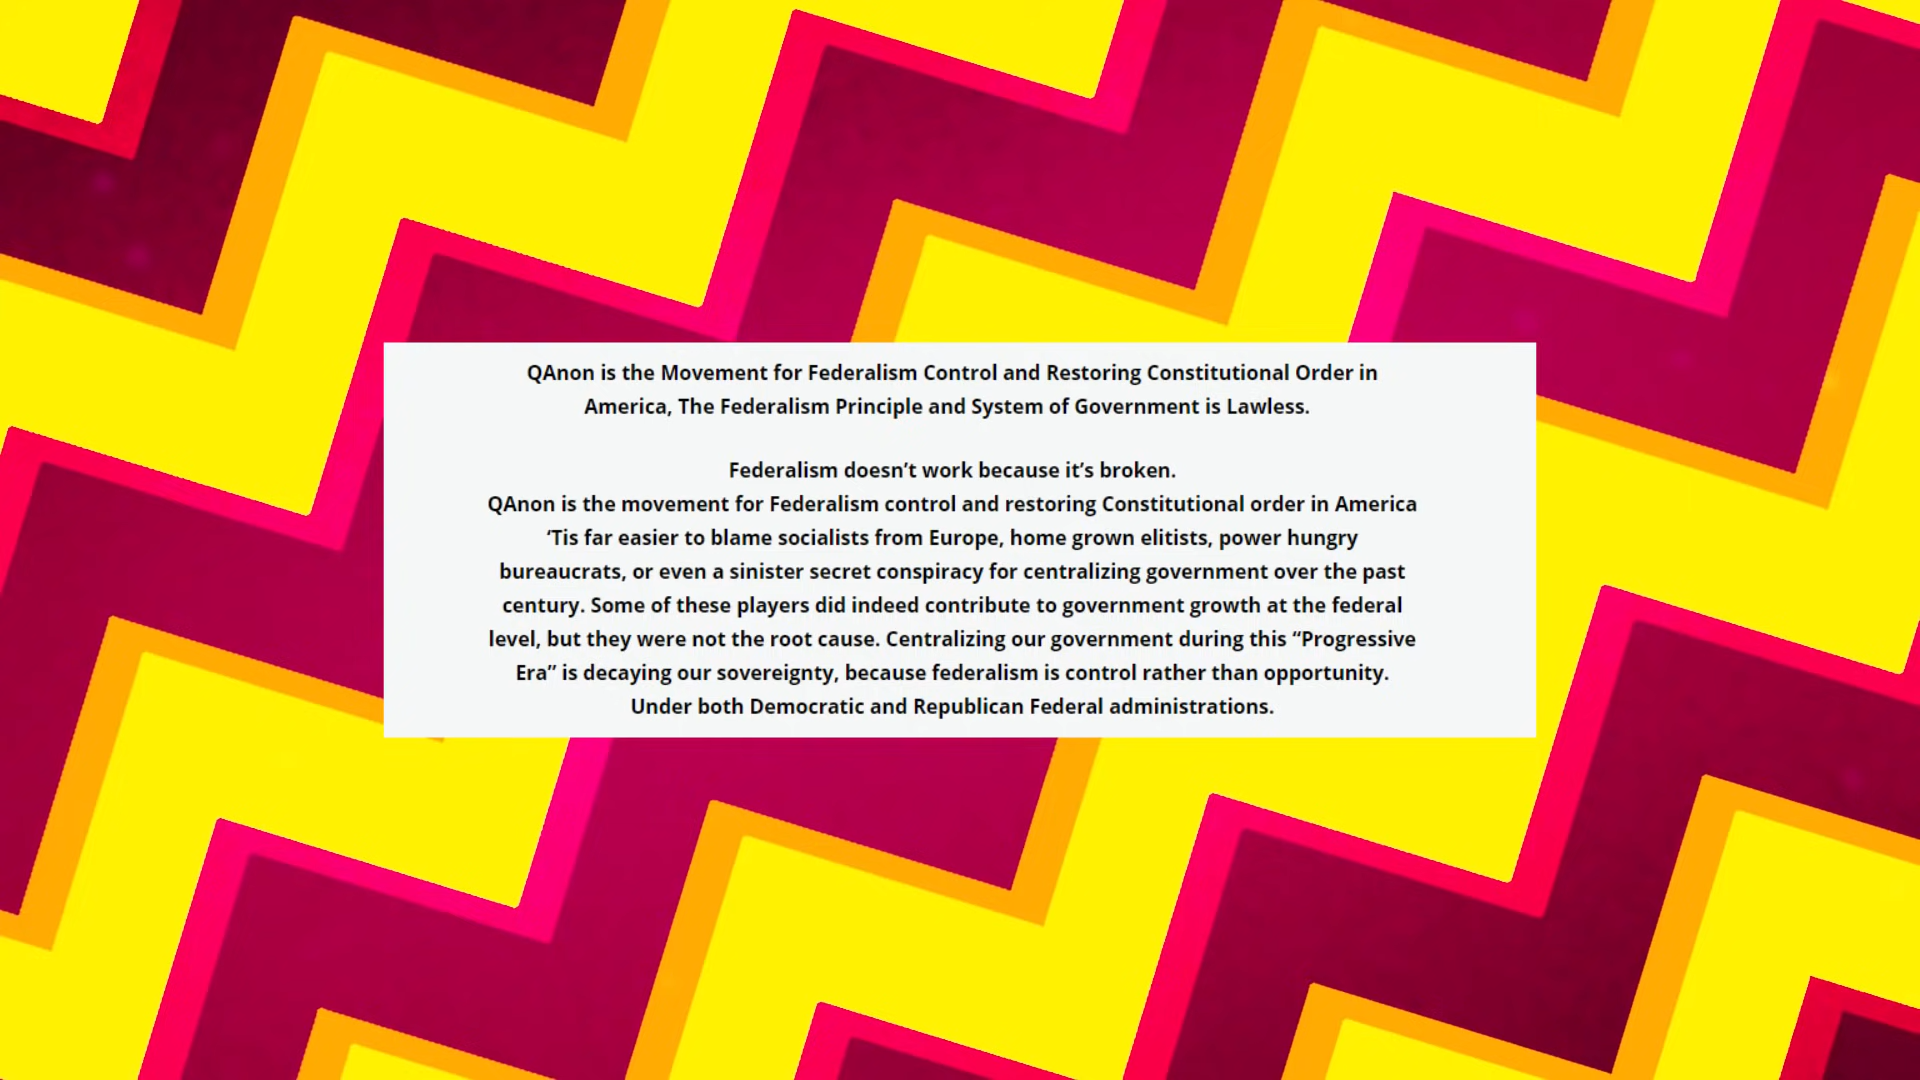 QAnon is the Movement for Federalism Control and Restoring Constitutional Order in
America, The Federalism Principle and System of Government is Lawless.
Federalism doesn’t work because it’s broken.
QAnon is the movement for Federalism control and restoring Constitutional order in America
‘Tis far easier to blame socialists from Europe, home grown elitists, power hungry
bureaucrats, or even a sinister secret conspiracy for centralizing government over the past
century. Some of these players did indeed contribute to government growth at the federal
level, but they were not the root cause. Centralizing our government during this “Progressive
Era” is decaying our sovereignty, because federalism is control rather than opportunity.
Under both Democratic and Republican Federal administrations.